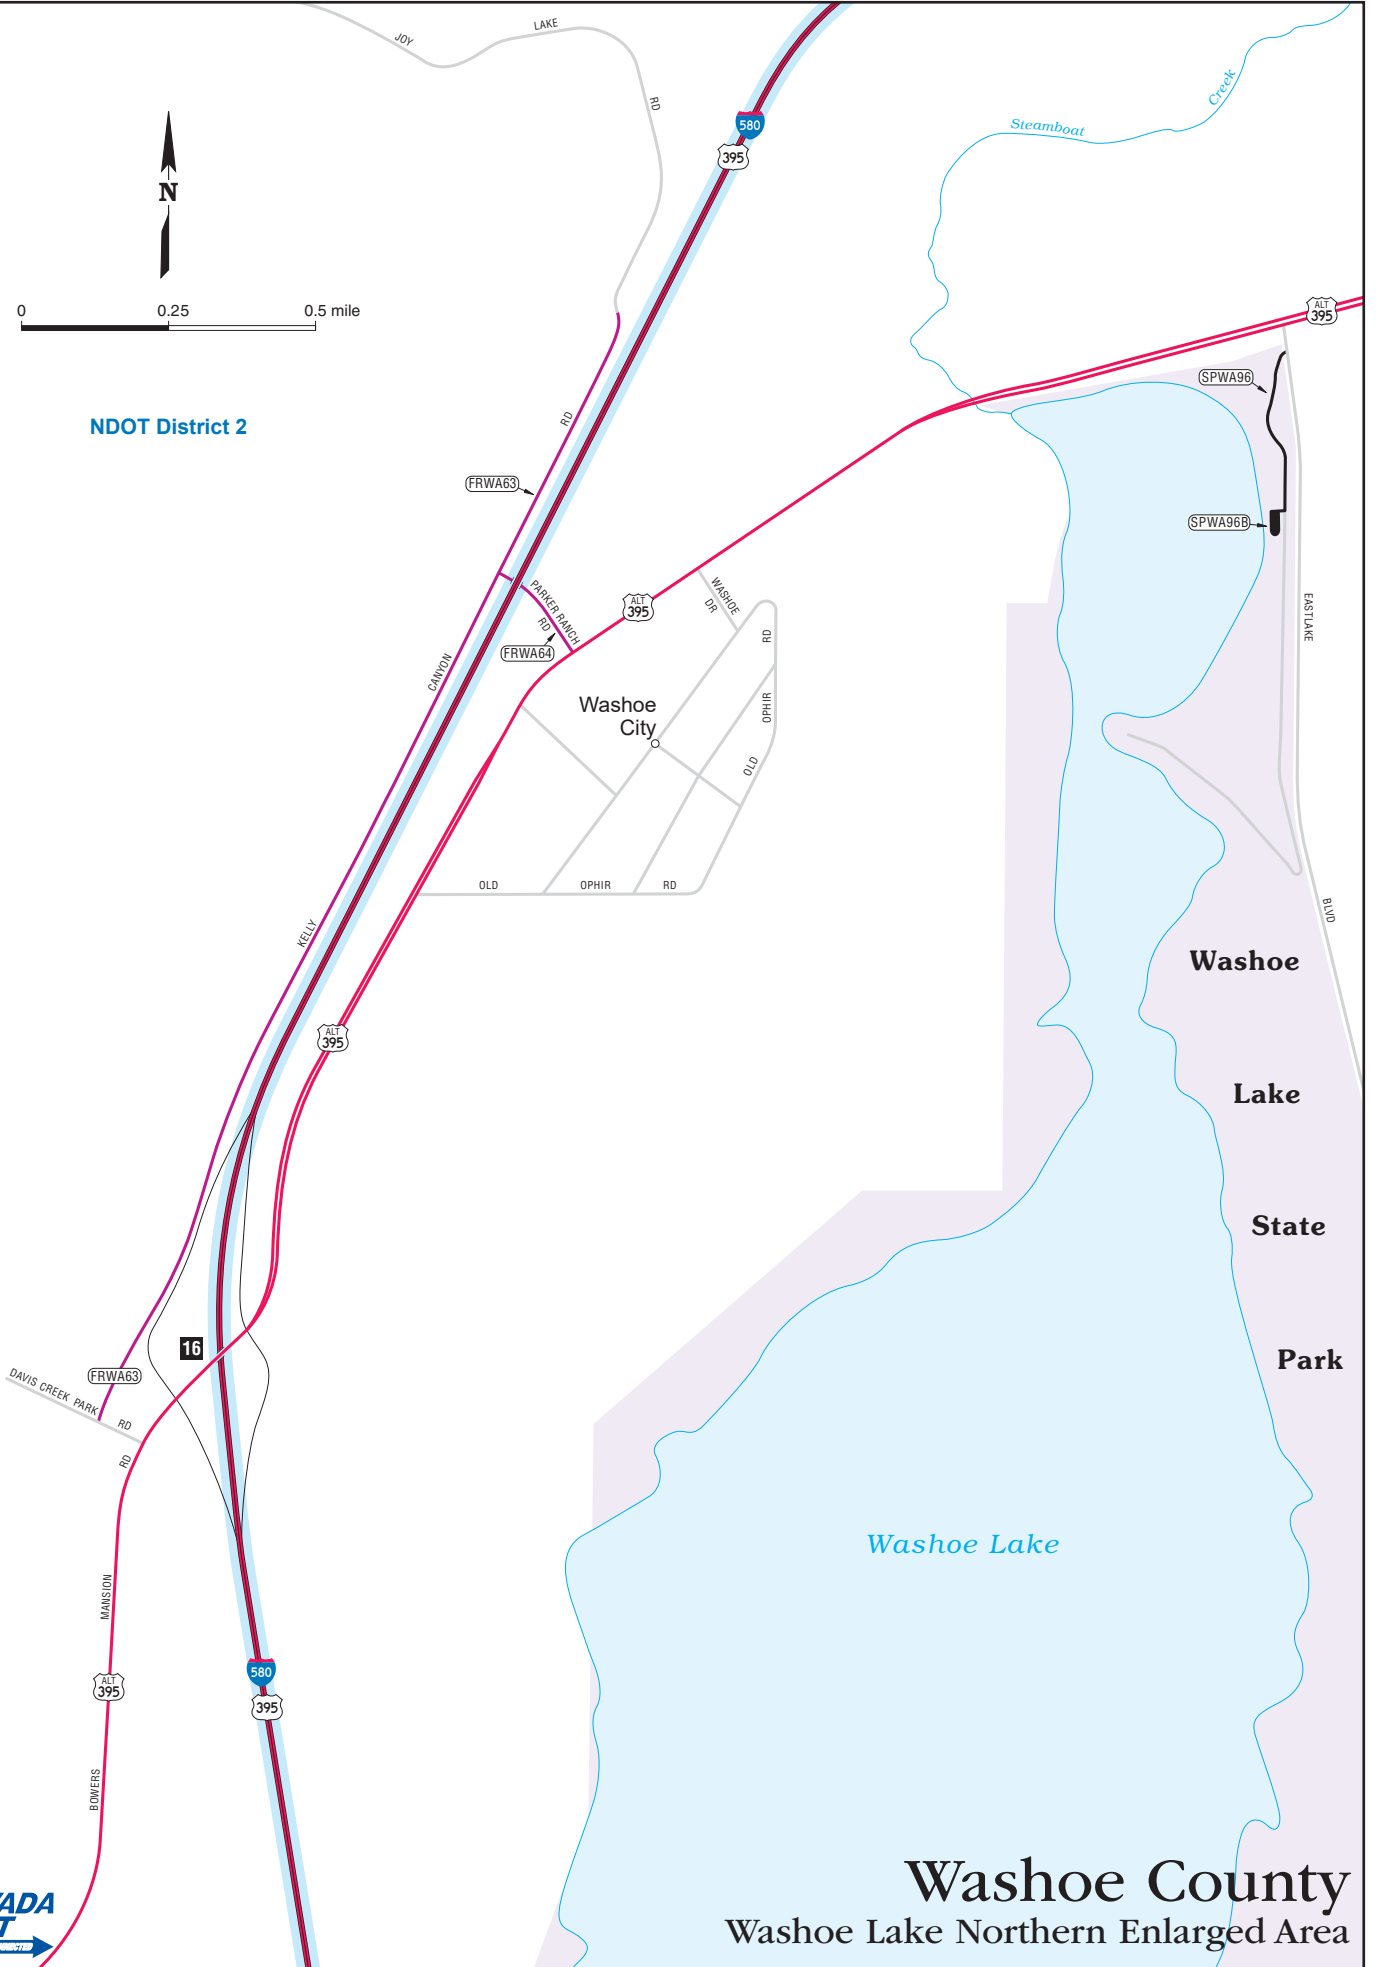 JOY
LAKE
RD
580
395
Steamboat
Creek
N
0
0.25
0.5 mile
ALT
395
SPWA96
NDOT District 2
RD
FRWA63
SPWA96B
PARKER RANCH
RD
FRWA64
ALT
395
WASHOE
DR
EASTLAKE
RD
CANYON
Washoe
City
OPHIR
OLD
OLD
OPHIR
RD
BLVD
KELLY
Washoe
ALT
395
Lake
State
16
Park
FRWA63
DAVIS CREEK PARK
RD
RD
Washoe Lake
MANSION
580
ALT
395
395
BOWERS
Washoe County
Washoe Lake Northern Enlarged Area
VADA
T